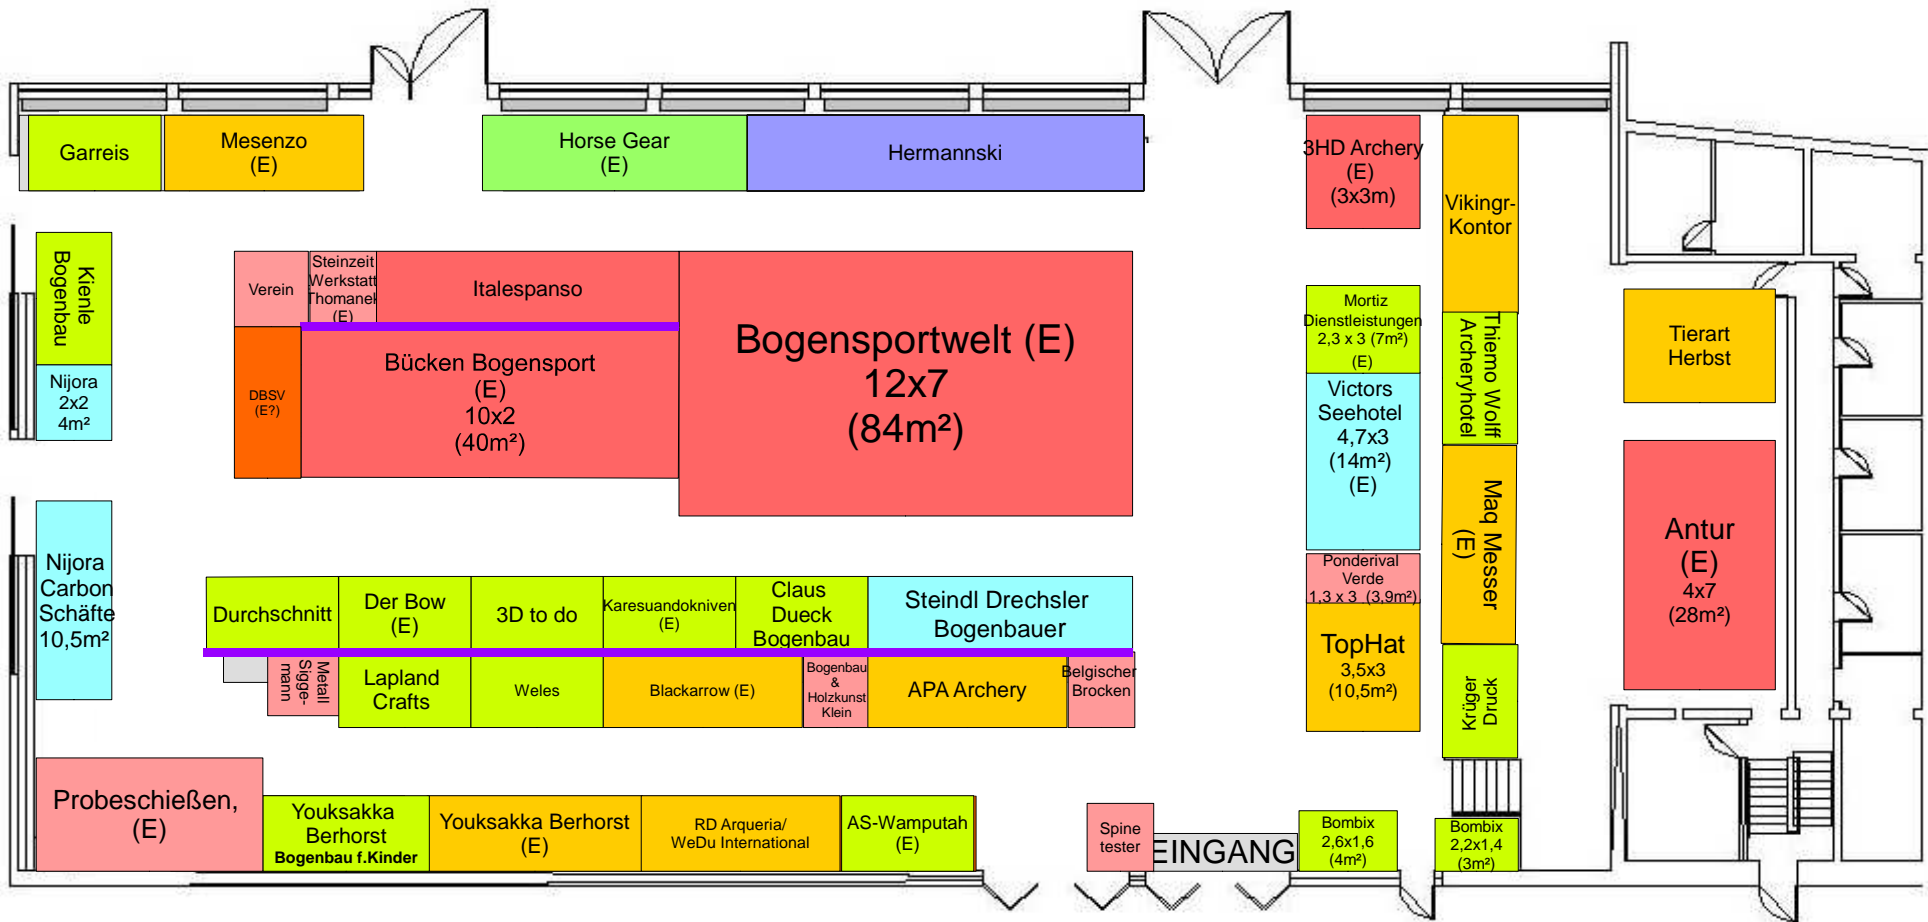 Garreis
Mesenzo
(E)
Horse Gear
(E)
Hermannski
3HD Archery
(E)
(3x3m)
Vikingr-
Kontor
Kienle
Bogenbau
Nijora
2x2
4m²
Verein
Steinzeit
Werkstatt
Thomanek
(E)
Italespanso
DBSV
(E?)
Bücken Bogensport
(E)
10x2
(40m²)
Bogensportwelt (E)
12x7
(84m²)
Mortiz
Dienstleistungen
2,3 x 3 (7m²)
(E)
Victors
Seehotel
4,7x3
(14m²)
(E)
Thiemo Wolff
Archeryhotel
Tierart
Herbst
Maq Messer
(E)
Antur
(E)
4x7
(28m²)
Nijora
Carbon
Schäfte
10,5m²
Durchschnitt
Der Bow
(E)
3D to do
Karesuandokniven
(E)
Claus
Dueck
Bogenbau
Steindl Drechsler
Bogenbauer
Ponderival
Verde
1,3 x 3 (3,9m²)
TopHat
3,5x3
(10,5m²)
Metall
Sigge-
mann
Lapland
Crafts
Weles
Blackarrow (E)
Bogenbau
&
Holzkunst
Klein
APA Archery
Belgischer
Brocken
Druck
Krüger
Probeschießen,
(E)
Youksakka
Berhorst
Bogenbau f.Kinder
Youksakka Berhorst
(E)
RD Arqueria/
WeDu International
AS-Wamputah
(E)
Spine
tester
EINGANG
Bombix
2,6x1,6
(4m²)
Bombix
2,2x1,4
(3m²)